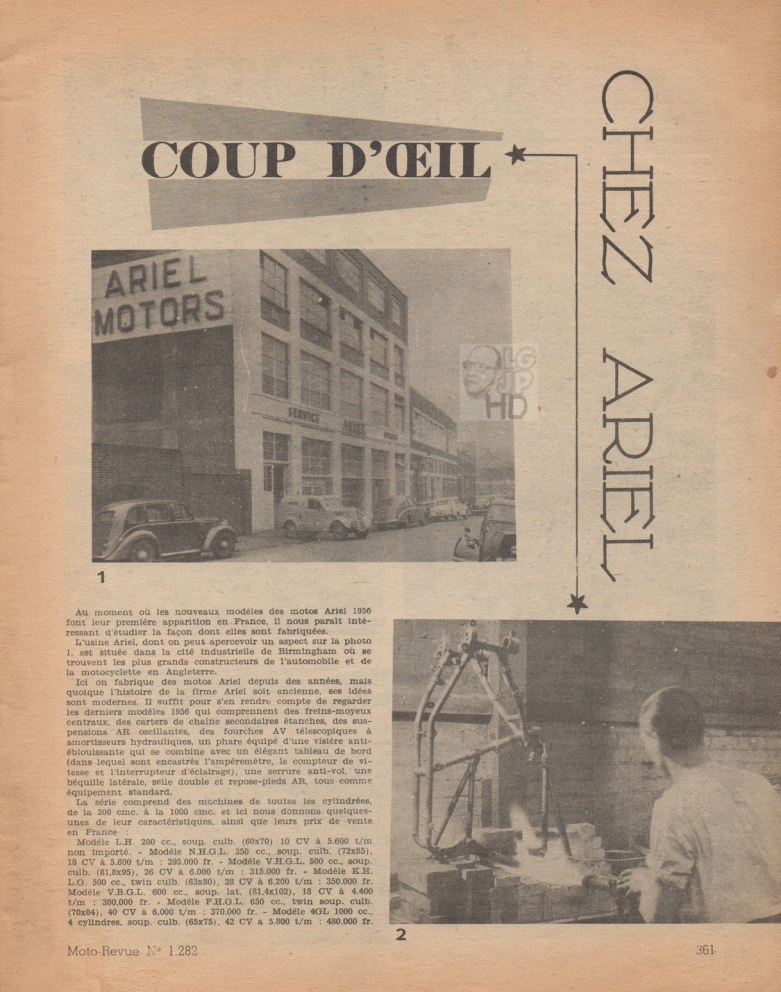 COUP D'ŒIL
CHEZ ARIEL
ARIEL
MOTORS
SERVICE ARIEL
LG
JP
HD
1
Au moment où les nouveaux modèles des motos Ariel 1956
font leur première apparition en France, il nous paraît inté-
ressant d'étudier la façon dont elles sont fabriquées.
L'usine Ariel, dont on peut apercevoir un aspect sur la photo
1, est située dans la cité industrielle de Birmingham où se
trouvent les plus grands constructeurs de l'automobile et de
la motocyclette en Angleterre.
Ici on fabrique des motos Ariel depuis des années, mais
quoique l'histoire de la firme Ariel soit ancienne, ses idées
sont modernes. Il suffit pour s'en rendre compte de regarder
les derniers modèles 1956 qui comprennent des freins-moyeux
centraux, des carters de chaîne secondaires étanches, des sus-
pensions AR oscillantes, des fourches AV télescopiques à
amortisseurs hydrauliques, un phare équipé d'une visière anti-
éblouissante qui se combine avec un élégant tableau de bord
(dans lequel sont encastrés l'ampèremètre, le compteur de vi-
tesse et l'interrupteur d'éclairage), une serrure anti-vol, une
béquille latérale, selle double et repose-pieds AR, tous comme
équipement standard.
La série comprend des machines de toutes les cylindrées,
de la 200 cmc. à la 1000 cmc. et ici nous donnons quelques-
unes de leur caractéristiques, ainsi que leurs prix de vente
en France :
Modèle L.H. 200 cc., soup. culb. (60x70) 10 CV à 5.600 t/m
non importé. - Modèle N.H.G.L. 350 cc., soup. culb. (72x85),
18 CV à 5.800 t/m : 295.000 fr. - Modèle V.H.G.L. 500 cc., soup.
culb. (81,8x95), 26 CV à 6.000 t/m : 315.000 fr. - Modèle K.H.
L.G. 500 cc., twin culb. (63x80), 28 CV à 6.200 t/m : 350.000 fr.
Modèle V.B.G.L. 600 cc., soup. lat. (81,4x102), 18 CV à 4.400
t/m : 300.000 fr. - Modèle F.H.G.L. 650 cc., twin soup. culb.
(70x84), 40 CV à 6.000 t/m : 370.000 fr. - Modèle 4GL 1000 cc.,
4 cylindres, soup. culb. (65x75), 42 CV à 5.800 t/m : 480.000 fr.
2
Moto-Revue N° 1.282
361